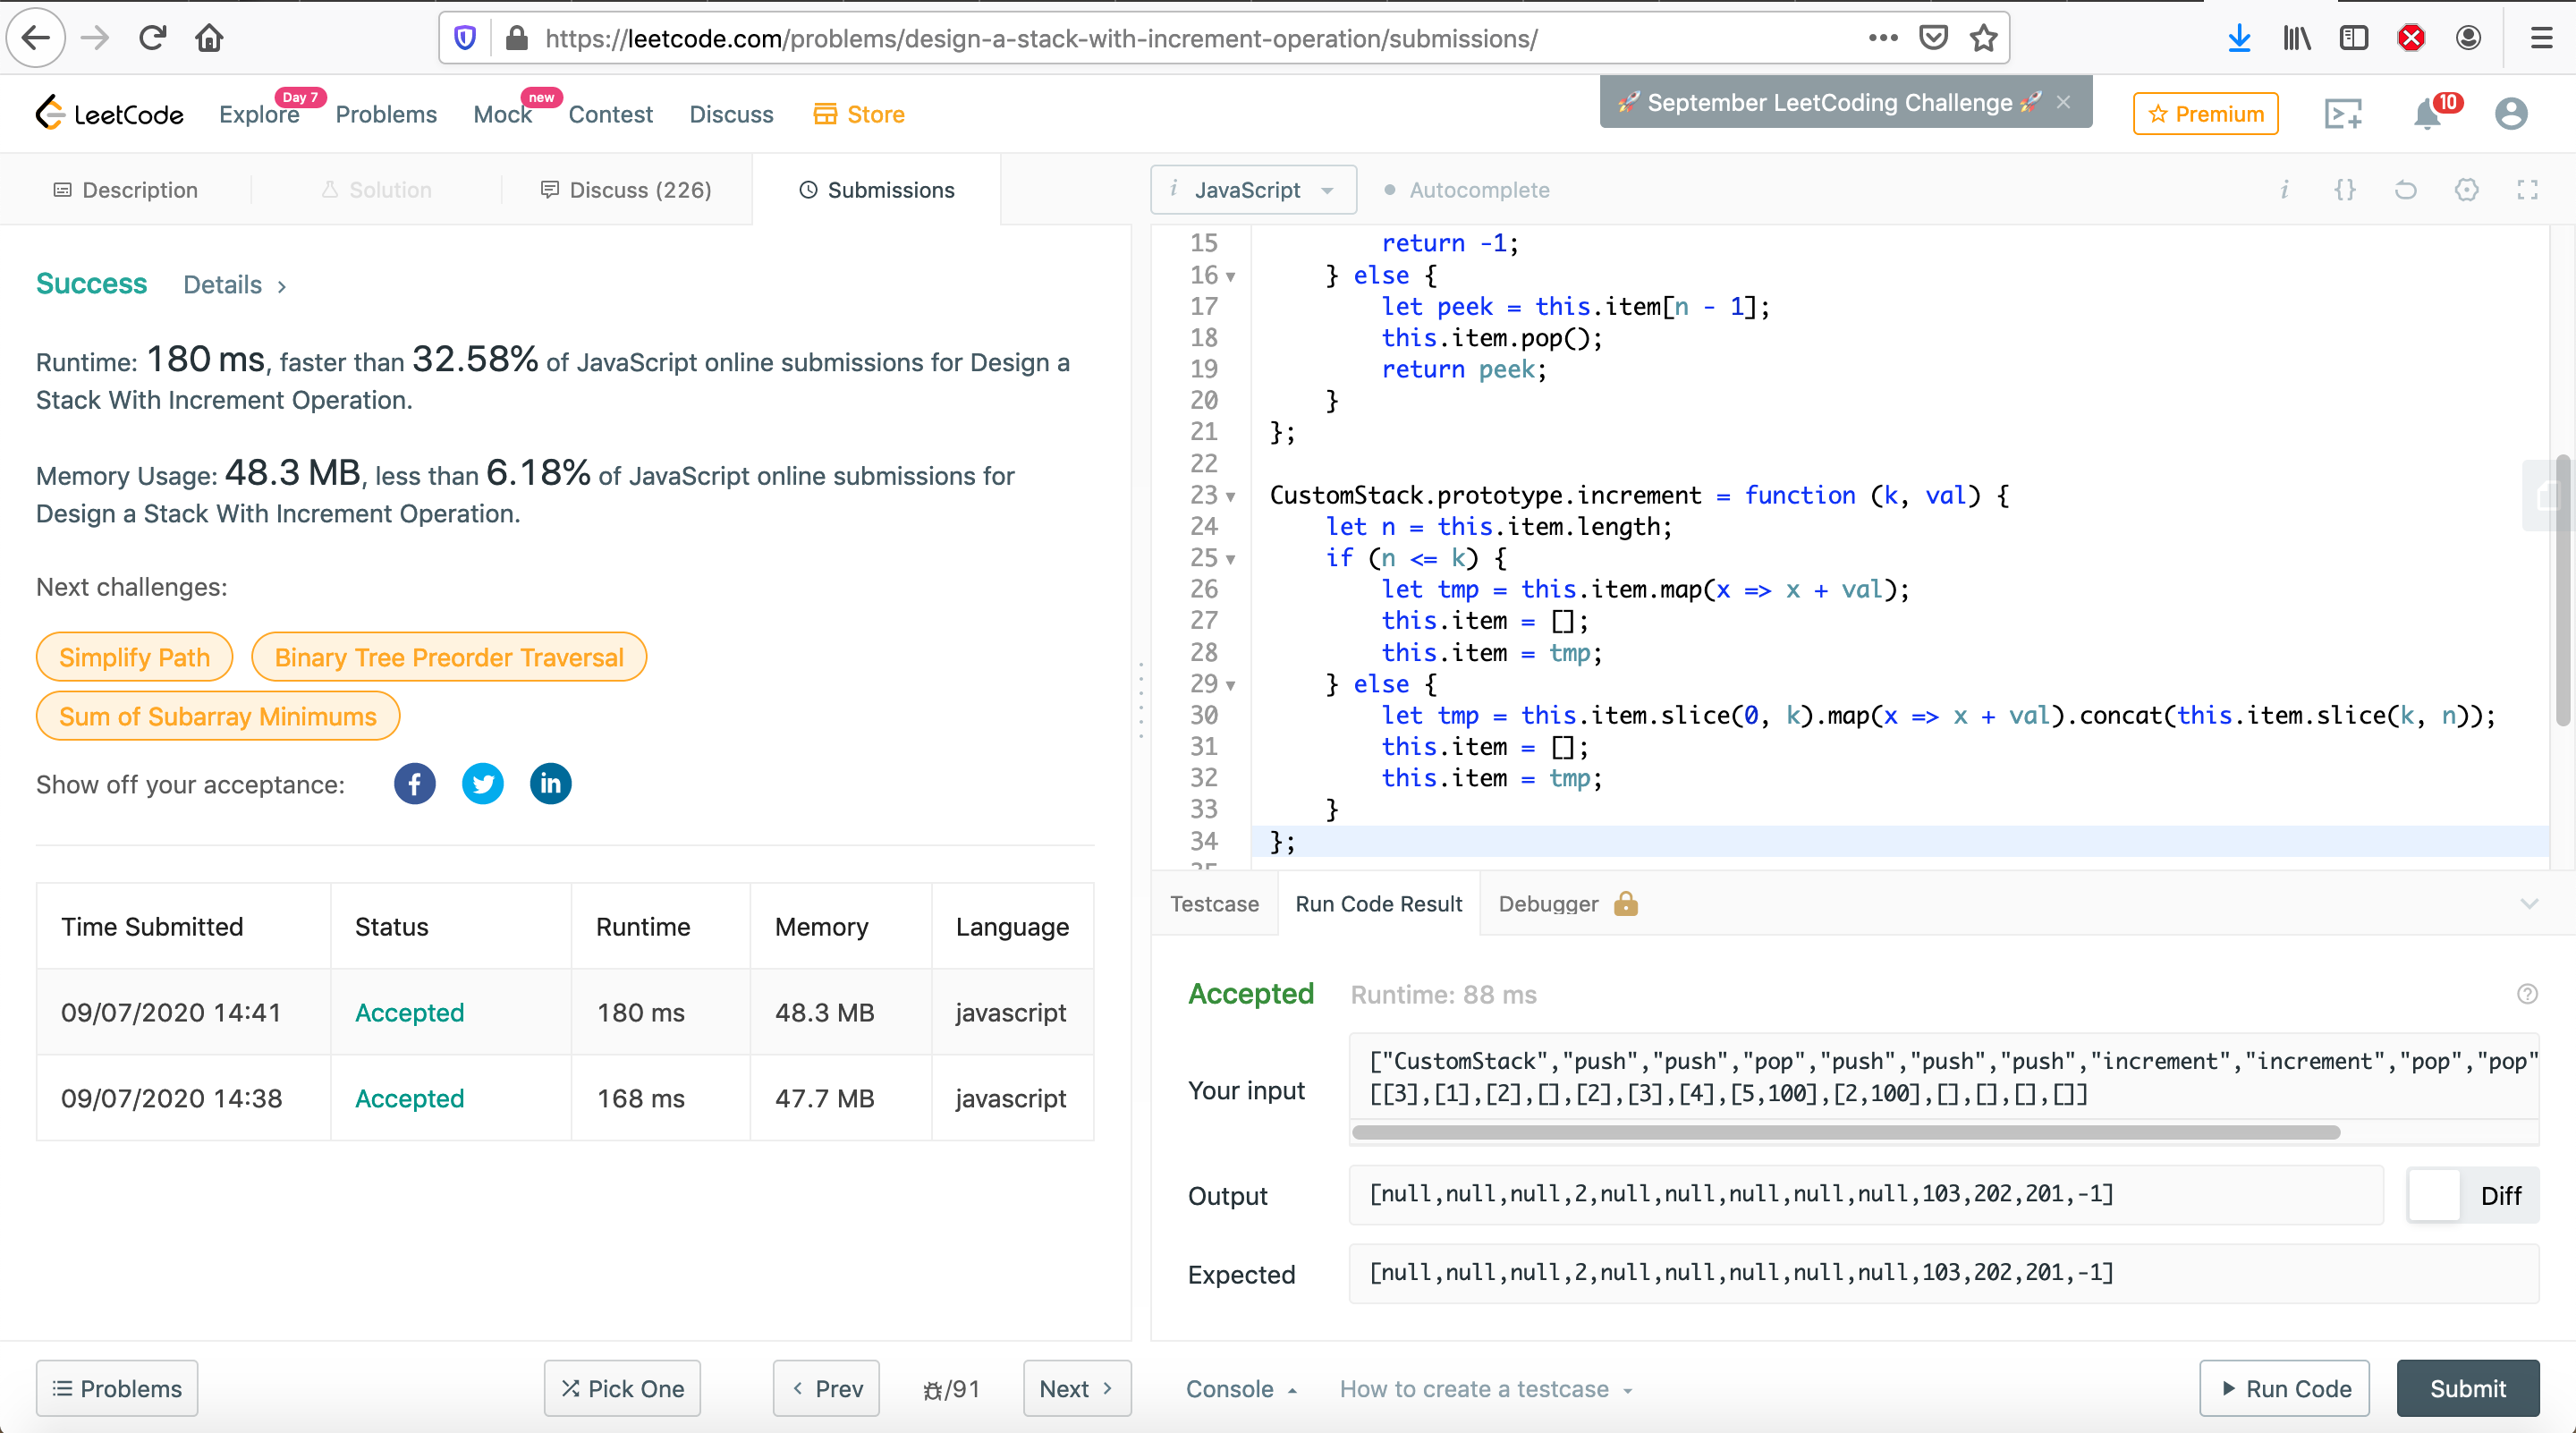 https://leetcode.com/problems/design-a-stack-with-increment-operation/submissions/
LeetCode
Explore
Day 7
Problems
Mock
new
Contest
Discuss
Store
🚀 September LeetCoding Challenge 🚀 ×
Premium
10
Description
Solution
Discuss (226)
Submissions
i JavaScript
Autocomplete
Success
Details >
Runtime: 180 ms, faster than 32.58% of JavaScript online submissions for Design a
Stack With Increment Operation.
Memory Usage: 48.3 MB, less than 6.18% of JavaScript online submissions for
Design a Stack With Increment Operation.
Next challenges:
Simplify Path
Binary Tree Preorder Traversal
Sum of Subarray Minimums
Show off your acceptance:
Time Submitted Status Runtime Memory Language
09/07/2020 14:41 Accepted 180 ms 48.3 MB javascript
09/07/2020 14:38 Accepted 168 ms 47.7 MB javascript
15 return -1;
16 } else {
17 let peek = this.item[n - 1];
18 this.item.pop();
19 return peek;
20 }
21 };
22
23 CustomStack.prototype.increment = function (k, val) {
24 let n = this.item.length;
25 if (n <= k) {
26 let tmp = this.item.map(x => x + val);
27 this.item = [];
28 this.item = tmp;
29 } else {
30 let tmp = this.item.slice(0, k).map(x => x + val).concat(this.item.slice(k, n));
31 this.item = [];
32 this.item = tmp;
33 }
34 };
Testcase
Run Code Result
Debugger
Accepted
Runtime: 88 ms
Your input
["CustomStack","push","push","pop","push","push","push","increment","increment","pop","pop"
[[3],[1],[2],[],[2],[3],[4],[5,100],[2,100],[],[],[],[]]
Output
[null,null,null,2,null,null,null,null,null,103,202,201,-1]
Diff
Expected
[null,null,null,2,null,null,null,null,null,103,202,201,-1]
Problems
Pick One
< Prev
/91
Next >
Console
How to create a testcase
Run Code
Submit